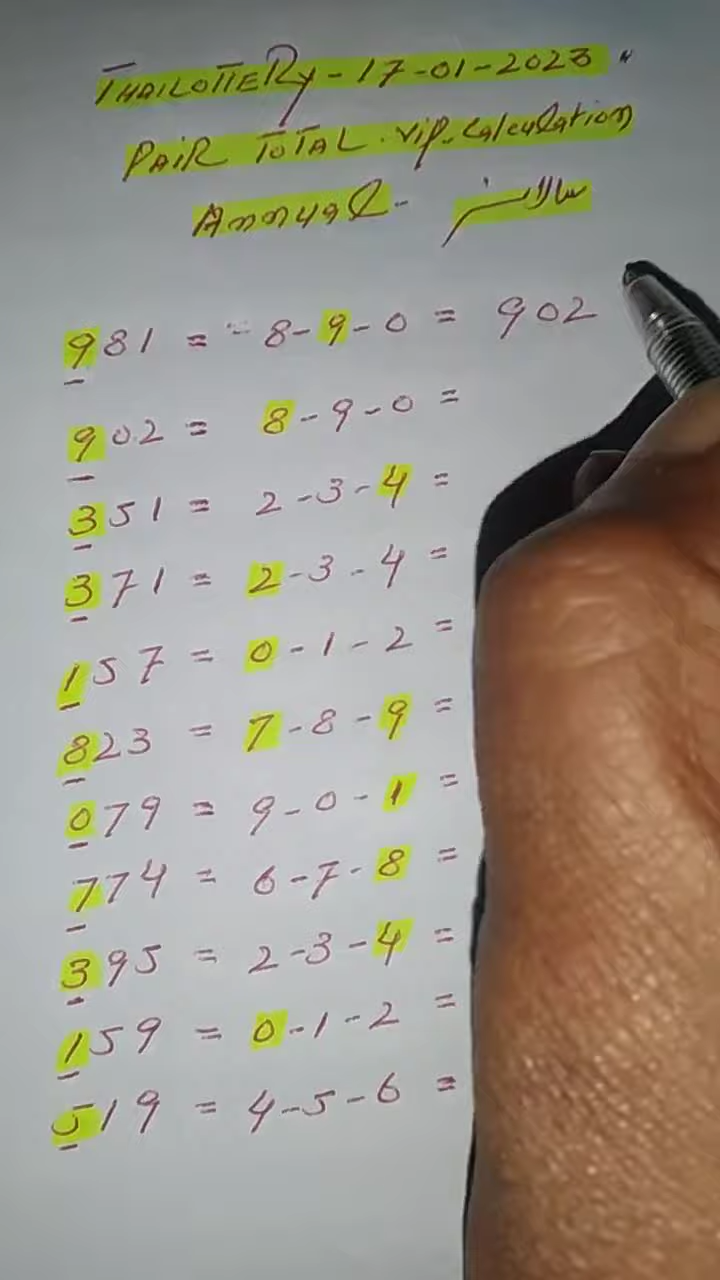 THAILOTTERY-17-01-2023"
PAIR TOTAL. vip. calculation
Annual- سالانہ
981 = - 8-9-0 = 902
902 = 8-9-0 =
351 = 2-3-4 =
371 = 2-3-4 =
157 = 0-1-2 =
823 = 7-8-9 =
079 = 9-0-1 =
774 = 6-7-8 =
395 = 2-3-4 =
159 = 0-1-2 =
519 = 4-5-6 =